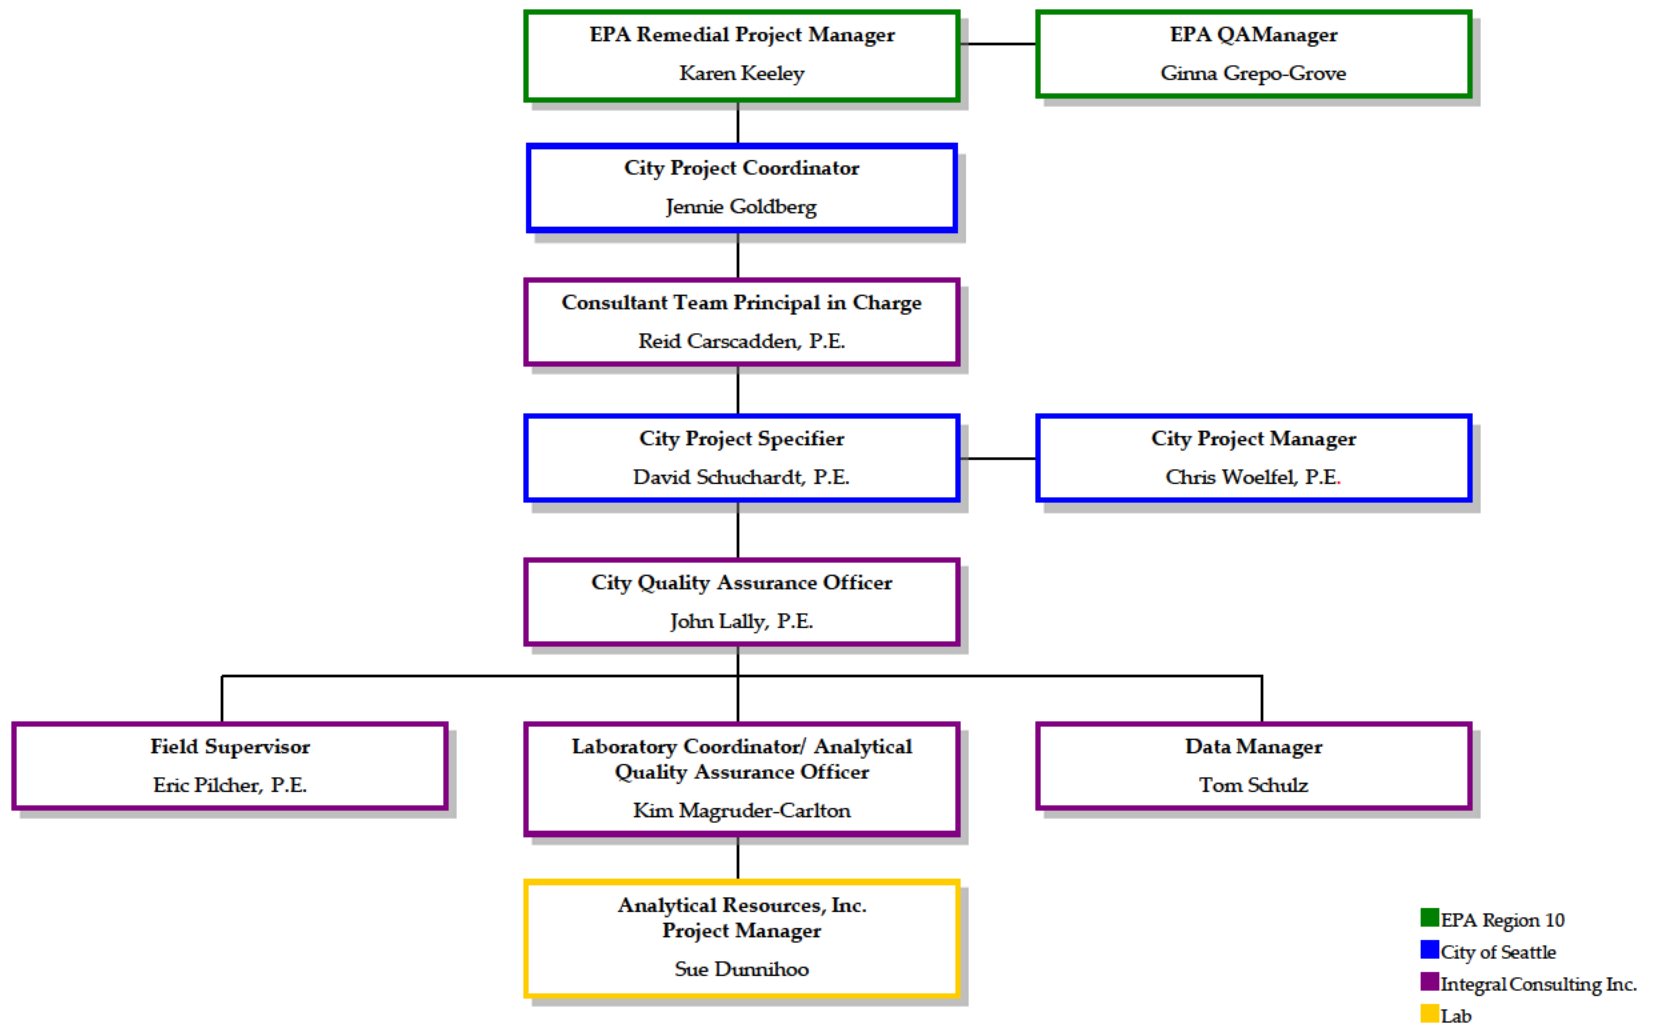 EPA Remedial Project Manager
Karen Keeley
EPA QAManager
Ginna Grepo-Grove
City Project Coordinator
Jennie Goldberg
Consultant Team Principal in Charge
Reid Carscadden, P.E.
City Project Specifier
David Schuchardt, P.E.
City Project Manager
Chris Woelfel, P.E.
City Quality Assurance Officer
John Lally, P.E.
Field Supervisor
Eric Pilcher, P.E.
Laboratory Coordinator/ Analytical
Quality Assurance Officer
Kim Magruder-Carlton
Data Manager
Tom Schulz
Analytical Resources, Inc.
Project Manager
Sue Dunnihoo
EPA Region 10
City of Seattle
Integral Consulting Inc.
Lab